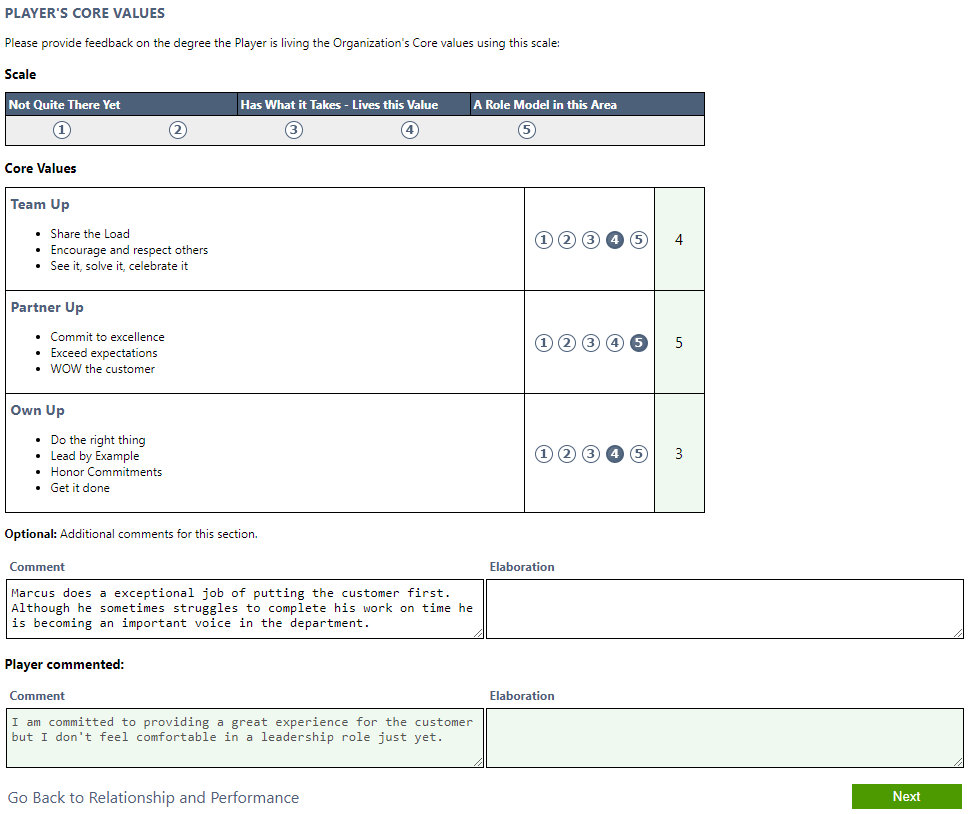 PLAYER'S CORE VALUES
Please provide feedback on the degree the Player is living the Organization's Core values using this scale:
Scale
Not Quite There Yet Has What it Takes - Lives this Value A Role Model in this Area
1 2 3 4 5
Core Values
Team Up
Share the Load
Encourage and respect others
See it, solve it, celebrate it
1 2 3 4 5 4
Partner Up
Commit to excellence
Exceed expectations
WOW the customer
1 2 3 4 5 5
Own Up
Do the right thing
Lead by Example
Honor Commitments
Get it done
1 2 3 4 5 3
Optional: Additional comments for this section.
Comment Elaboration
Marcus does a exceptional job of putting the customer first.
Although he sometimes struggles to complete his work on time he
is becoming an important voice in the department.
Player commented:
Comment Elaboration
I am committed to providing a great experience for the customer
but I don't feel comfortable in a leadership role just yet.
Go Back to Relationship and Performance Next